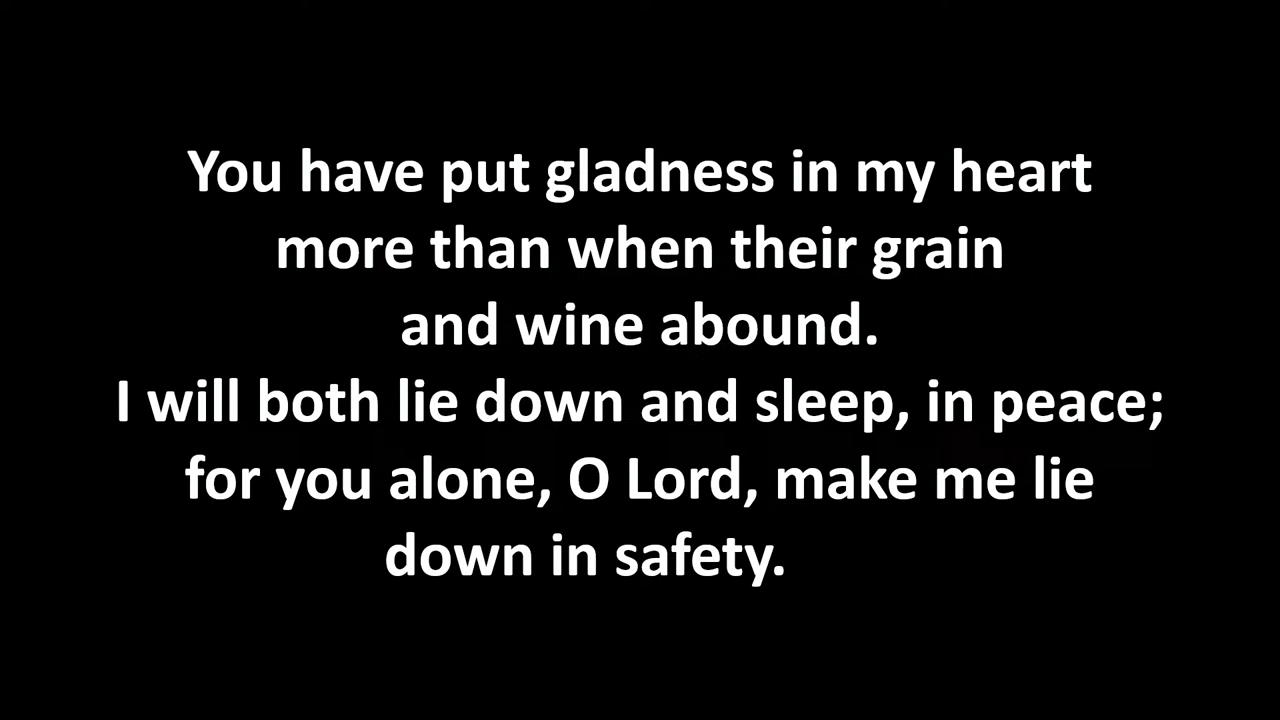 You have put gladness in my heart
more than when their grain
and wine abound.
I will both lie down and sleep, in peace;
for you alone, O Lord, make me lie
down in safety.